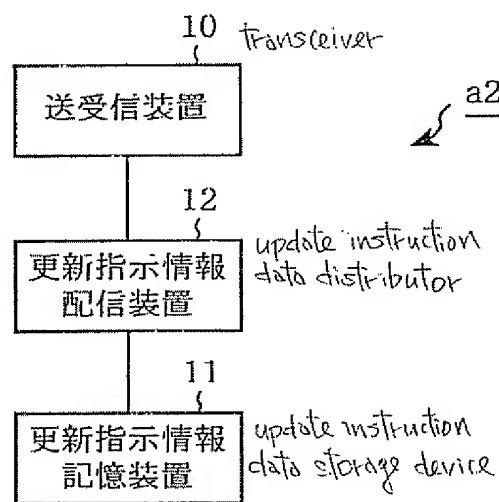 10 transceiver
送受信装置
a2
12
更新指示情報 update instruction
配信装置 data distributor
11
更新指示情報 update instruction
記憶装置 data storage device